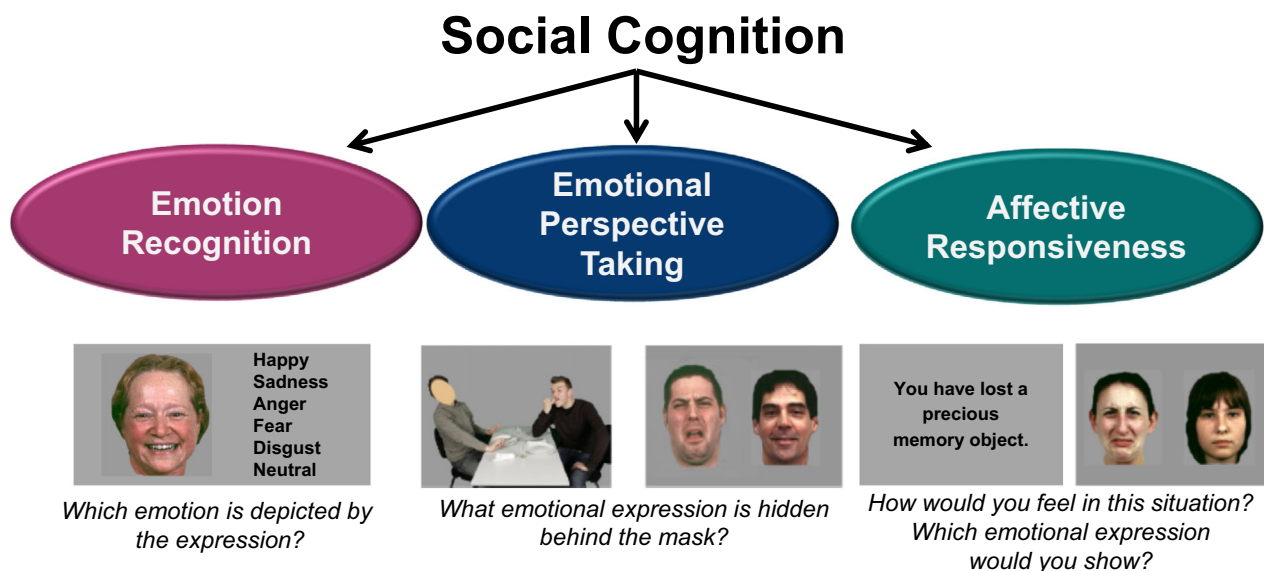 Social Cognition
Emotion
Recognition
Emotional
Perspective
Taking
Affective
Responsiveness
Happy
Sadness
Anger
Fear
Disgust
Neutral
You have lost a
precious
memory object.
Which emotion is depicted by
the expression?
What emotional expression is hidden
behind the mask?
How would you feel in this situation?
Which emotional expression
would you show?